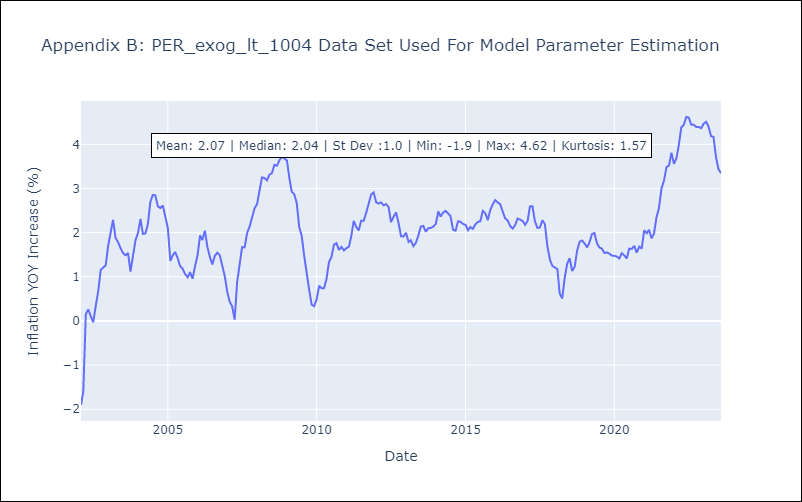 Appendix B: PER_exog_lt_1004 Data Set Used For Model Parameter Estimation
Mean: 2.07 | Median: 2.04 | St Dev :1.0 | Min: -1.9 | Max: 4.62 | Kurtosis: 1.57
Inflation YOY Increase (%)
4
3
2
1
0
−1
−2
2005
2010
2015
2020
Date